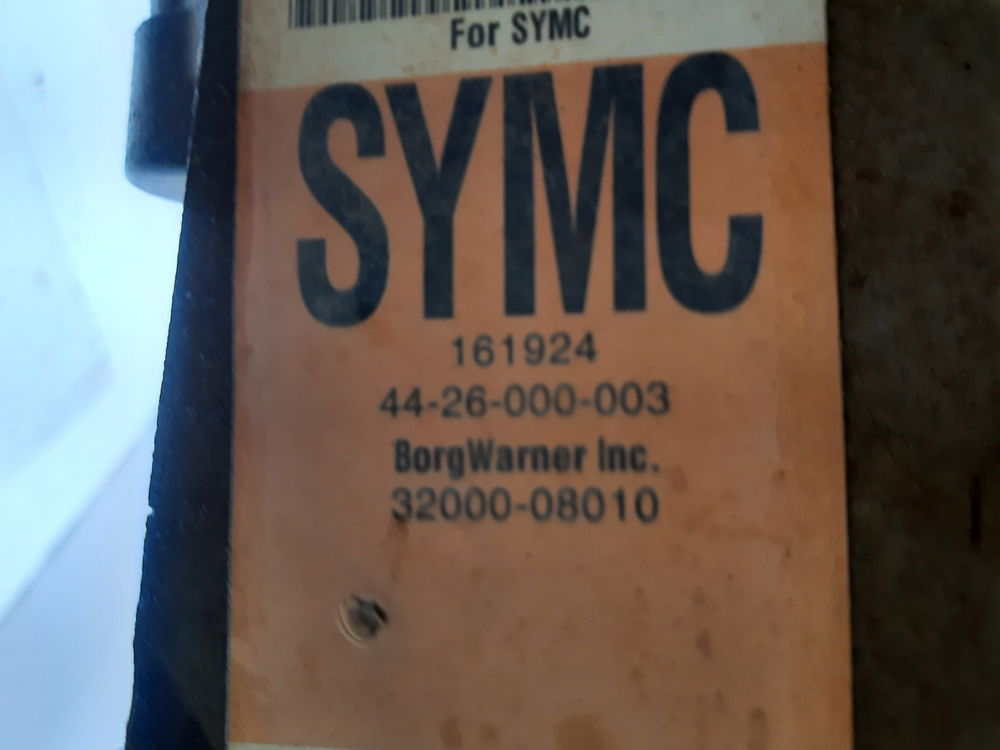 For SYMC
SYMC
161924
44-26-000-003
BorgWarner Inc.
32000-08010